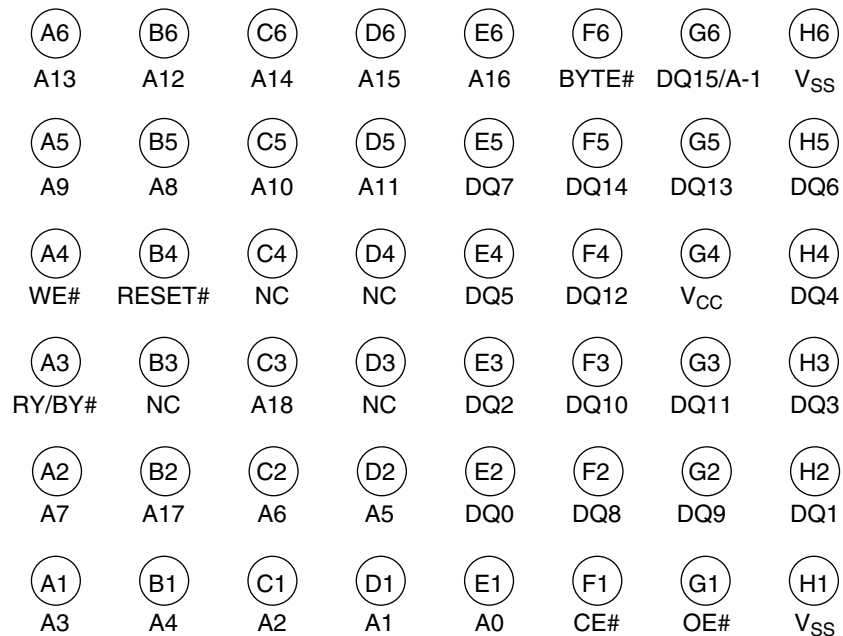 A6 B6 C6 D6 E6 F6 G6 H6
A13 A12 A14 A15 A16 BYTE# DQ15/A-1 VSS
A5 B5 C5 D5 E5 F5 G5 H5
A9 A8 A10 A11 DQ7 DQ14 DQ13 DQ6
A4 B4 C4 D4 E4 F4 G4 H4
WE# RESET# NC NC DQ5 DQ12 VCC DQ4
A3 B3 C3 D3 E3 F3 G3 H3
RY/BY# NC A18 NC DQ2 DQ10 DQ11 DQ3
A2 B2 C2 D2 E2 F2 G2 H2
A7 A17 A6 A5 DQ0 DQ8 DQ9 DQ1
A1 B1 C1 D1 E1 F1 G1 H1
A3 A4 A2 A1 A0 CE# OE# VSS